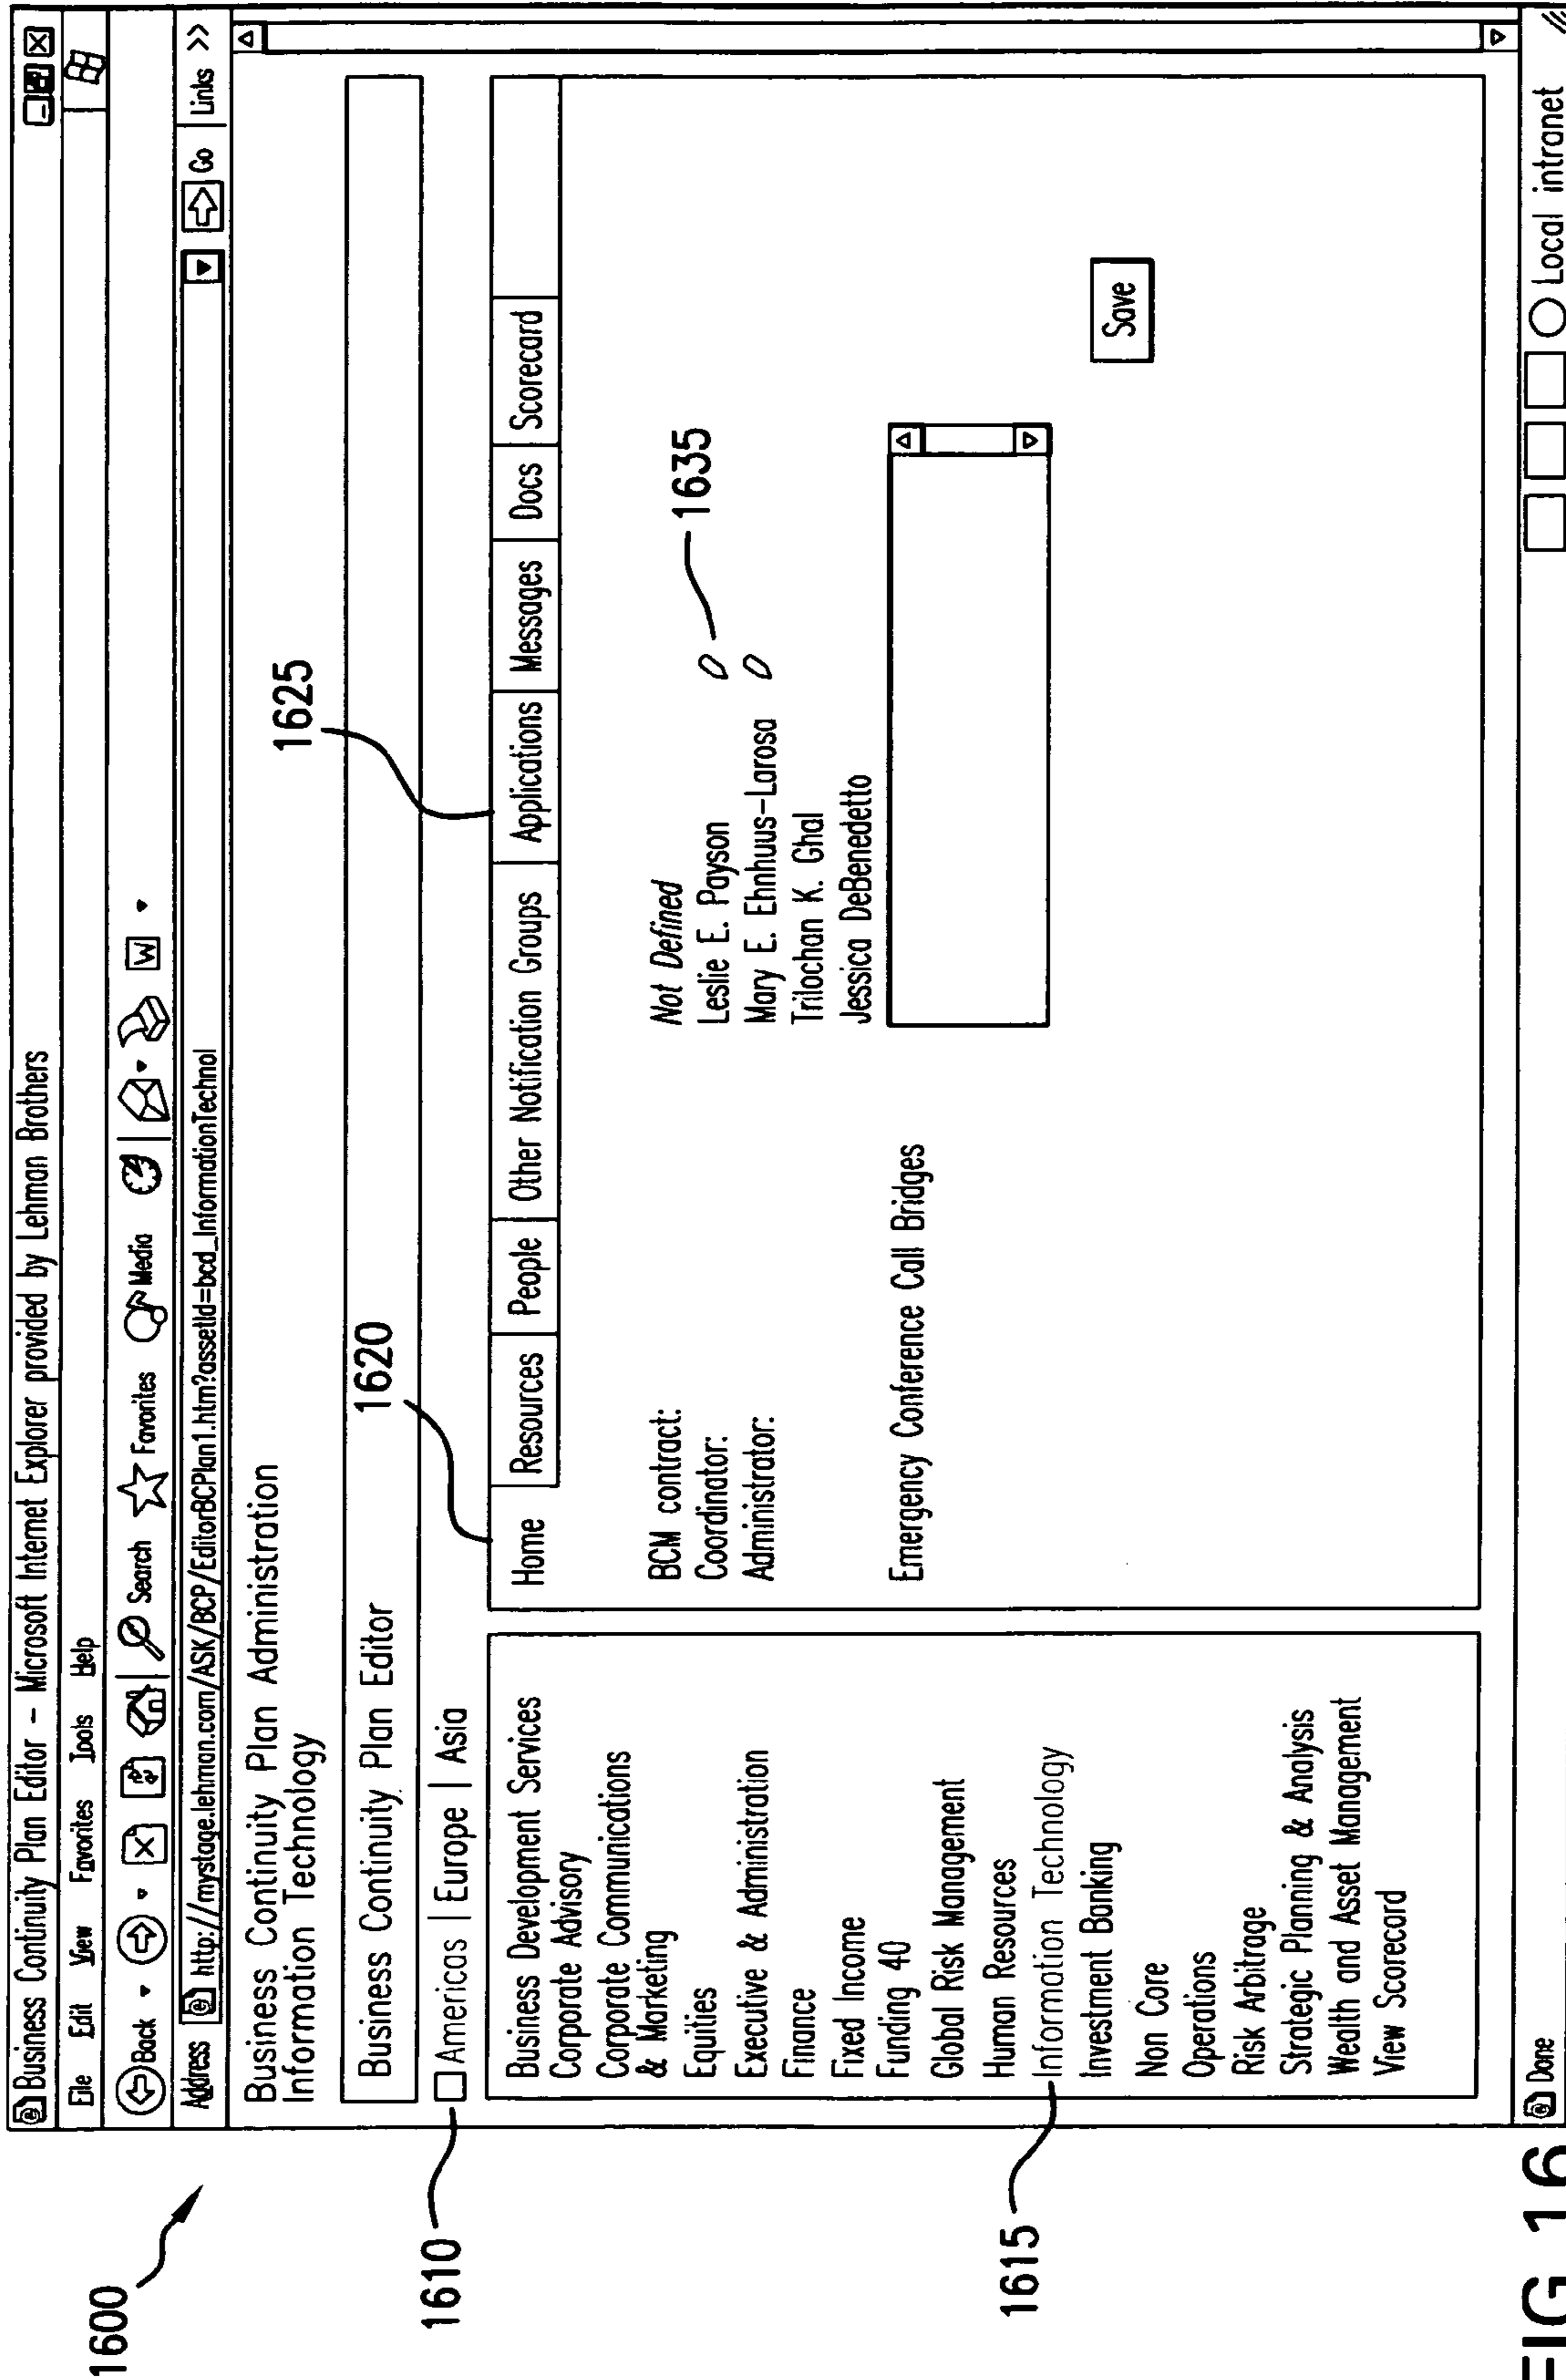 1600
Business Continuity Plan Editor – Microsoft Internet Explorer provided by Lehman Brothers
File Edit View Favorites Tools Help
Back Search Favorites Media W
Address http://mystage.lehman.com/ASK/BCP/EditorBCPlan1.htm?assetId=bcd_InformationTechnol Go Links >>
Business Continuity Plan Administration
Information Technology
1625
1620
Business Continuity Plan Editor
1610
Americas | Europe | Asia
Home Resources People Other Notification Groups Applications Messages Docs Scorecard
Business Development Services
Corporate Advisory
Corporate Communications
& Marketing
Equities
Executive & Administration
Finance
Fixed Income
Funding 40
Global Risk Management
Human Resources
1615
Information Technology
Investment Banking
Non Core
Operations
Risk Arbitrage
Strategic Planning & Analysis
Wealth and Asset Management
View Scorecard
BCM contract: Not Defined
Coordinator: Leslie E. Payson
1635
Administrator: Mary E. Ehnhuus-Larosa
Trilochan K. Ghal
Jessica DeBenedetto
Emergency Conference Call Bridges
Save
Done Local intranet
FIG 16